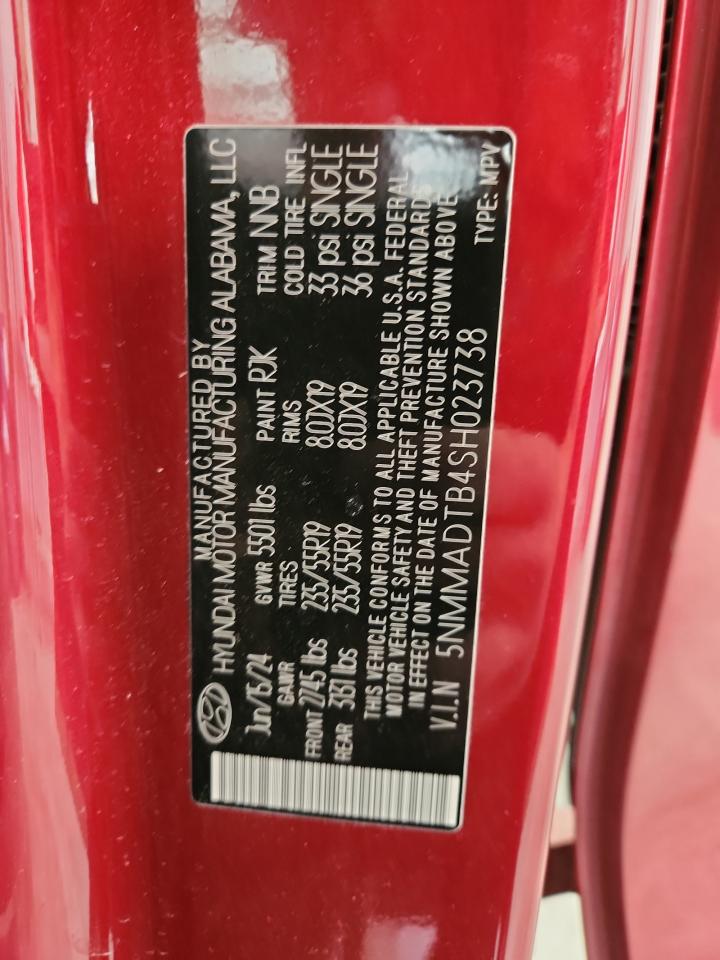 MANUFACTURED BY
HYUNDAI MOTOR MANUFACTURING ALABAMA, LLC
Jun/15/24 GVWR 5501 lbs PAINT PJK TRIM NNB
GAWR TIRES RIMS COLD TIRE INFL
FRONT 2745 lbs 235/55R19 8.0JX19 33 psi SINGLE
REAR 3131 lbs 235/55R19 8.0JX19 36 psi SINGLE
THIS VEHICLE CONFORMS TO ALL APPLICABLE U.S.A. FEDERAL
MOTOR VEHICLE SAFETY AND THEFT PREVENTION STANDARDS
IN EFFECT ON THE DATE OF MANUFACTURE SHOWN ABOVE
V.I.N 5NMMADTB4SH023738 TYPE: MPV